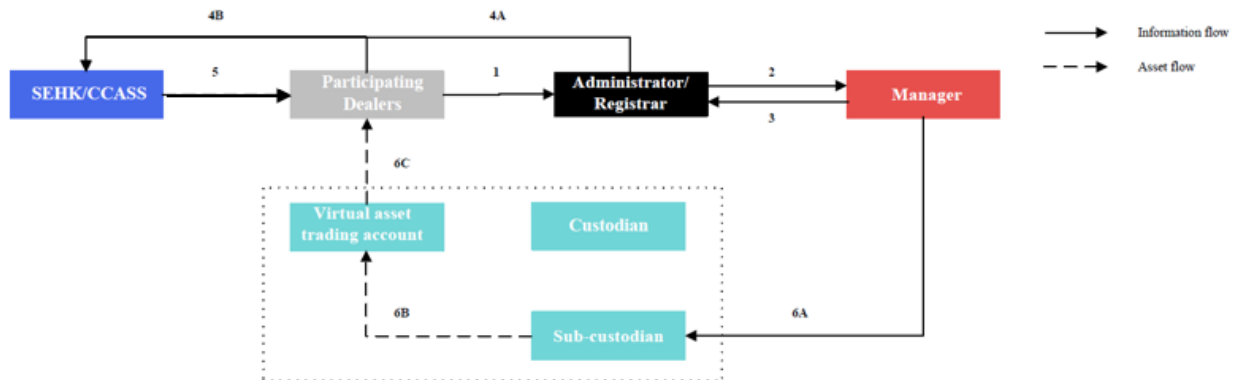 4B
4A
Information flow
5
1
2
Asset flow
SEHK/CCASS
Participating
Dealers
Administrator/
Registrar
Manager
3
6C
Virtual asset
trading account
Custodian
6B
6A
Sub-custodian